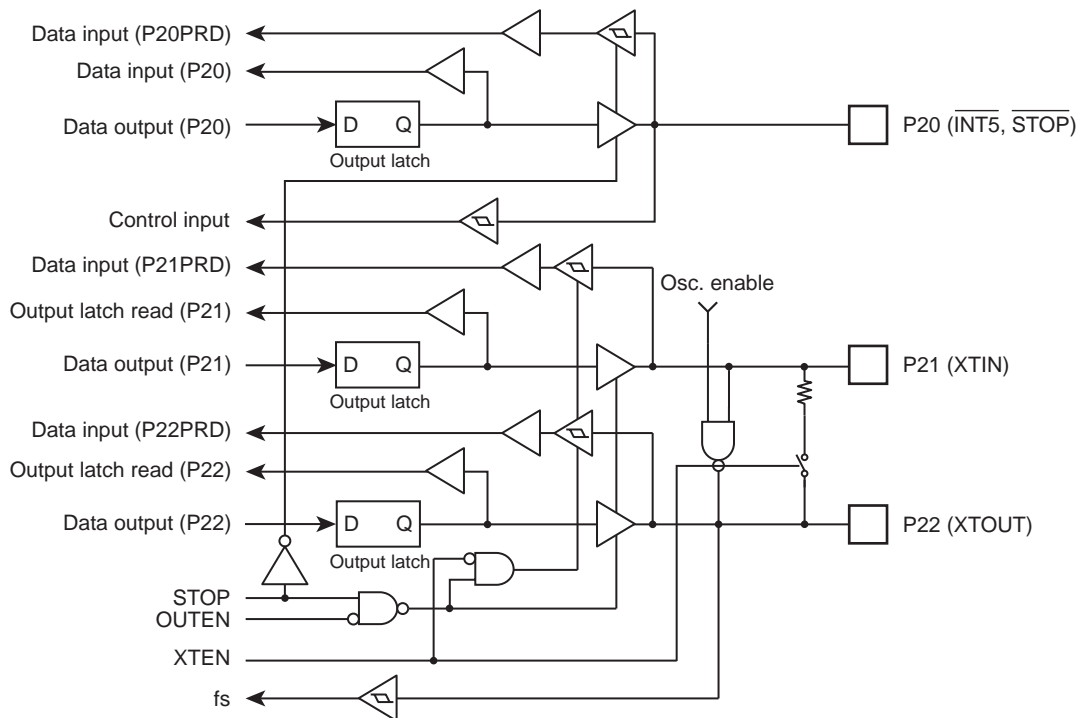 Data input (P20PRD)
Data input (P20)
Data output (P20)
D Q
Output latch
P20 (INT5, STOP)
Control input
Data input (P21PRD)
Osc. enable
Output latch read (P21)
Data output (P21)
D Q
Output latch
P21 (XTIN)
Data input (P22PRD)
Output latch read (P22)
Data output (P22)
D Q
Output latch
P22 (XTOUT)
STOP
OUTEN
XTEN
fs